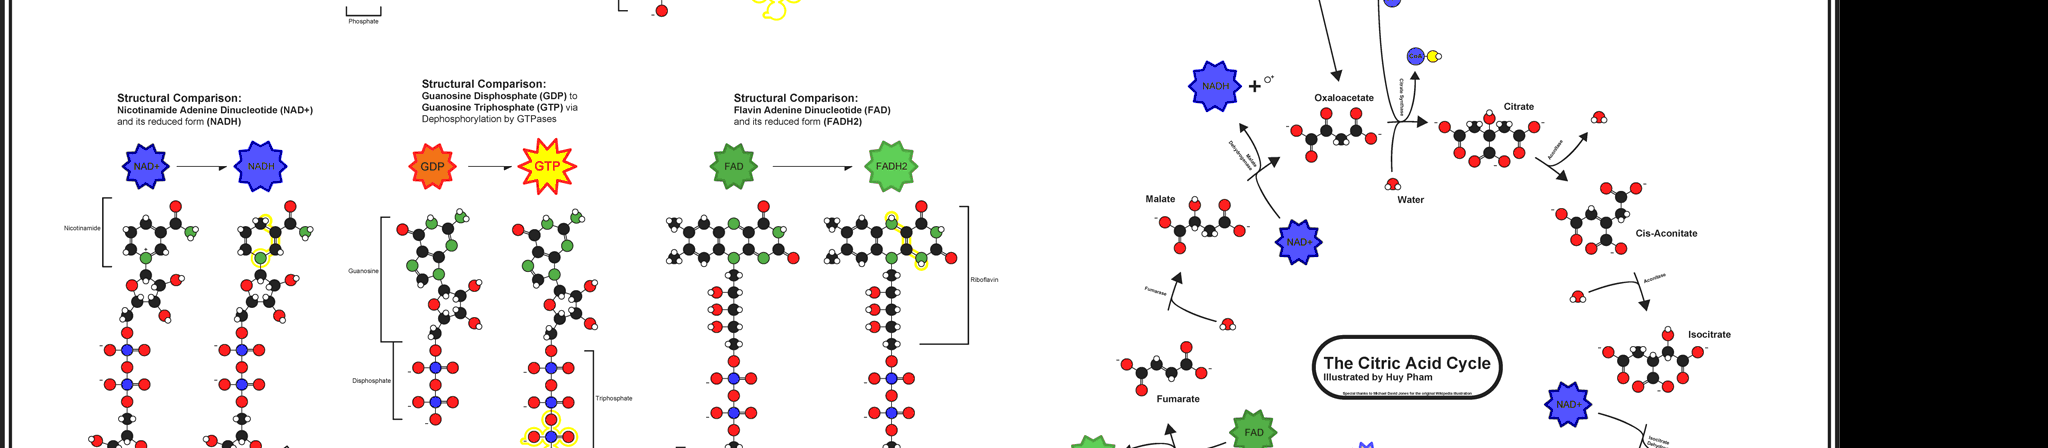 Phosphate
Structural Comparison:
Nicotinamide Adenine Dinucleotide (NAD+)
and its reduced form (NADH)
NAD+
NADH
Nicotinamide
Structural Comparison:
Guanosine Disphosphate (GDP) to
Guanosine Triphosphate (GTP) via
Dephosphorylation by GTPases
GDP
GTP
Guanosine
Disphosphate
Triphosphate
Structural Comparison:
Flavin Adenine Dinucleotide (FAD)
and its reduced form (FADH2)
FAD
FADH2
Riboflavin
CoA
NADH
+
Oxaloacetate
Citrate Synthase
Citrate
Aconitase
Malate
Dehydrogenase
Water
Malate
NAD+
Cis-Aconitate
Aconitase
Fumarase
Isocitrate
The Citric Acid Cycle
Illustrated by Huy Pham
Special thanks to Michael David Jones for the original Wikipedia illustration
Fumarate
NAD+
FAD
Isocitrate